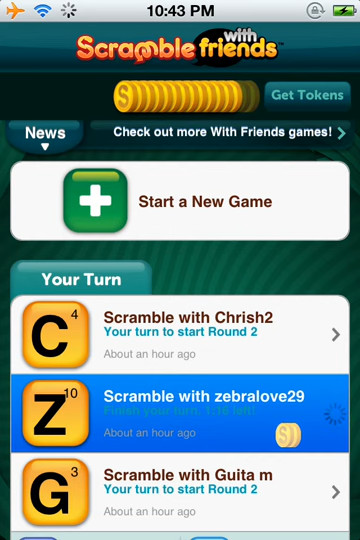 10:43 PM
Scramble with friends™
Get Tokens
News
Check out more With Friends games!
Start a New Game
Your Turn
C 4
Scramble with Chrish2
Your turn to start Round 2
About an hour ago
Z 10
Scramble with zebralove29
Finish your turn, 1:16 left!
About an hour ago
G 3
Scramble with Guita m
Your turn to start Round 2
About an hour ago